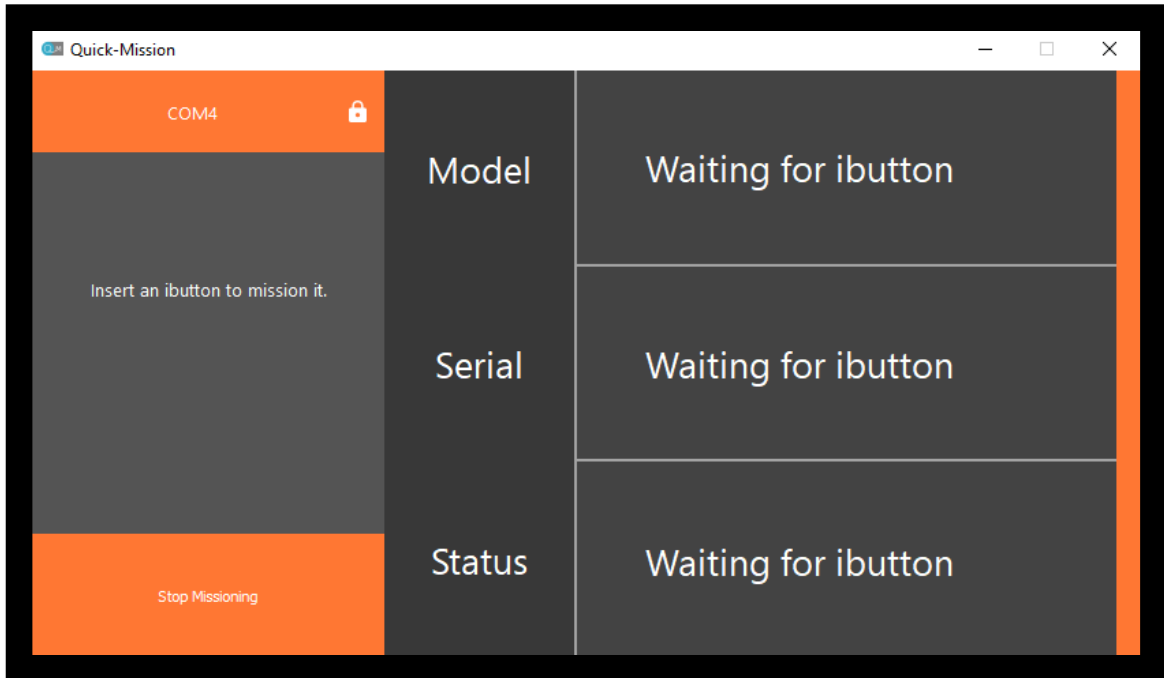 Quick-Mission
COM4
Insert an ibutton to mission it.
Stop Missioning
Model
Waiting for ibutton
Serial
Waiting for ibutton
Status
Waiting for ibutton